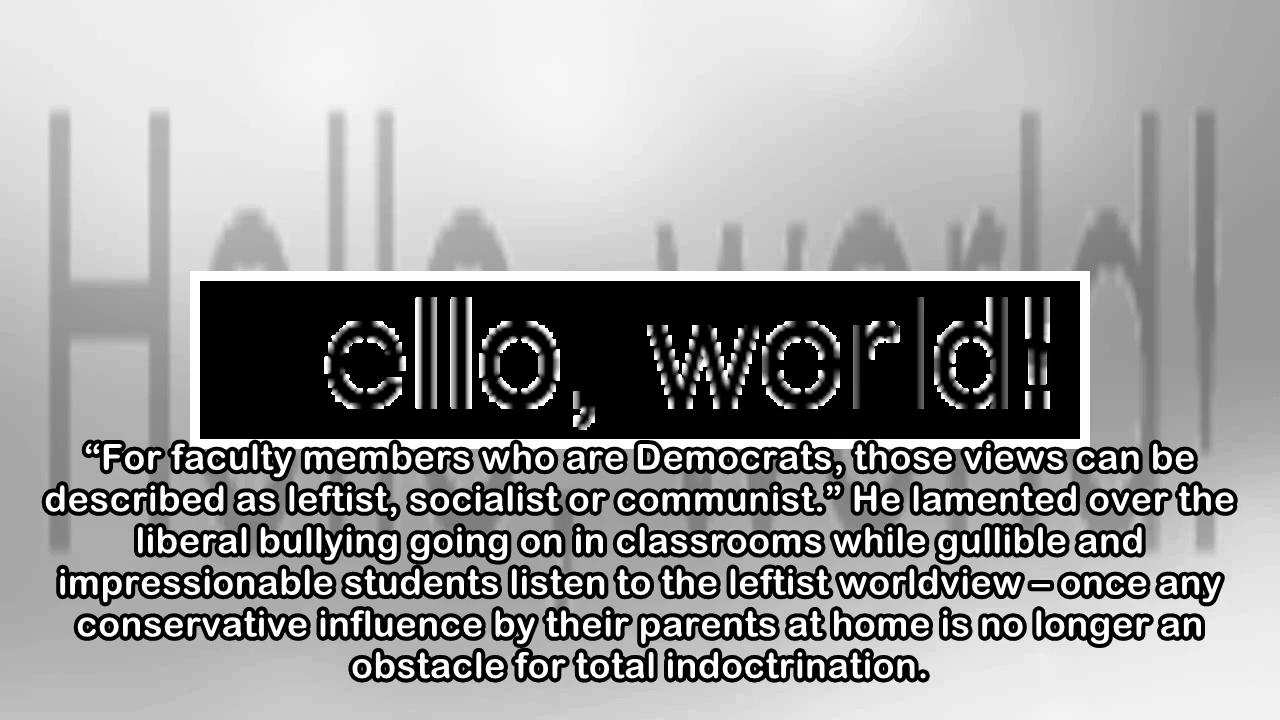 Hello, world!
ello, world!
“For faculty members who are Democrats, those views can be
described as leftist, socialist or communist.” He lamented over the
liberal bullying going on in classrooms while gullible and
impressionable students listen to the leftist worldview – once any
conservative influence by their parents at home is no longer an
obstacle for total indoctrination.